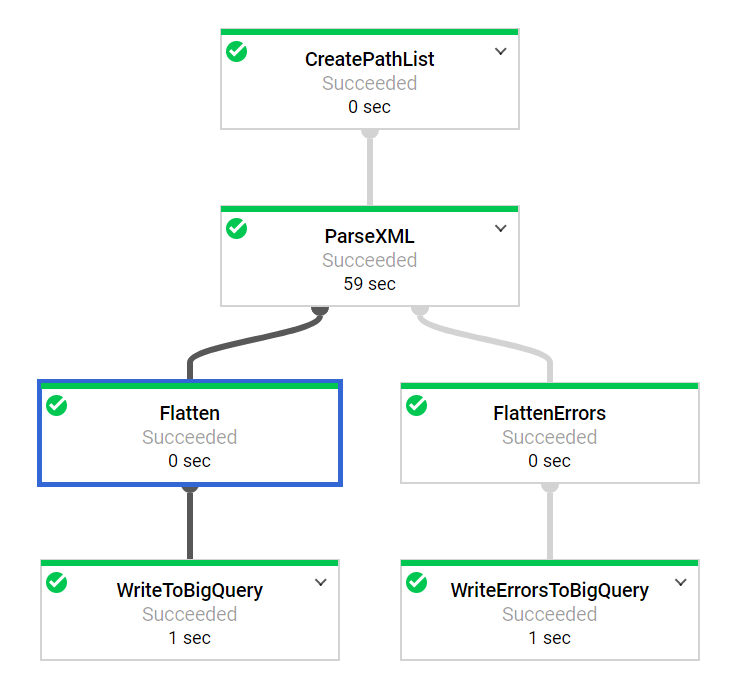 CreatePathList
Succeeded
0 sec
ParseXML
Succeeded
59 sec
Flatten
Succeeded
0 sec
FlattenErrors
Succeeded
0 sec
WriteToBigQuery
Succeeded
1 sec
WriteErrorsToBigQuery
Succeeded
1 sec